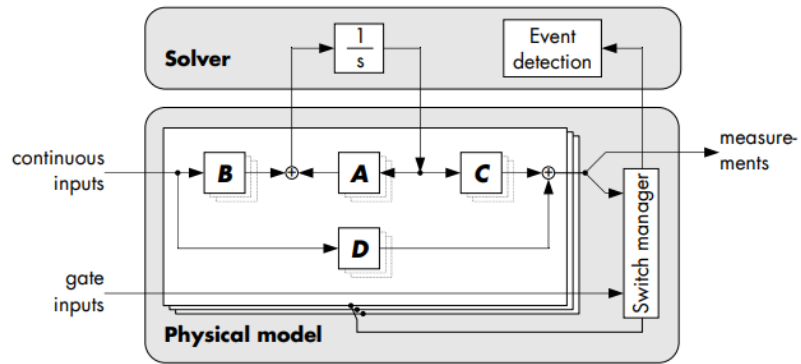 Solver
1
s
Event
detection
continuous
inputs
B
A
C
D
measure-
ments
gate
inputs
Switch manager
Physical model